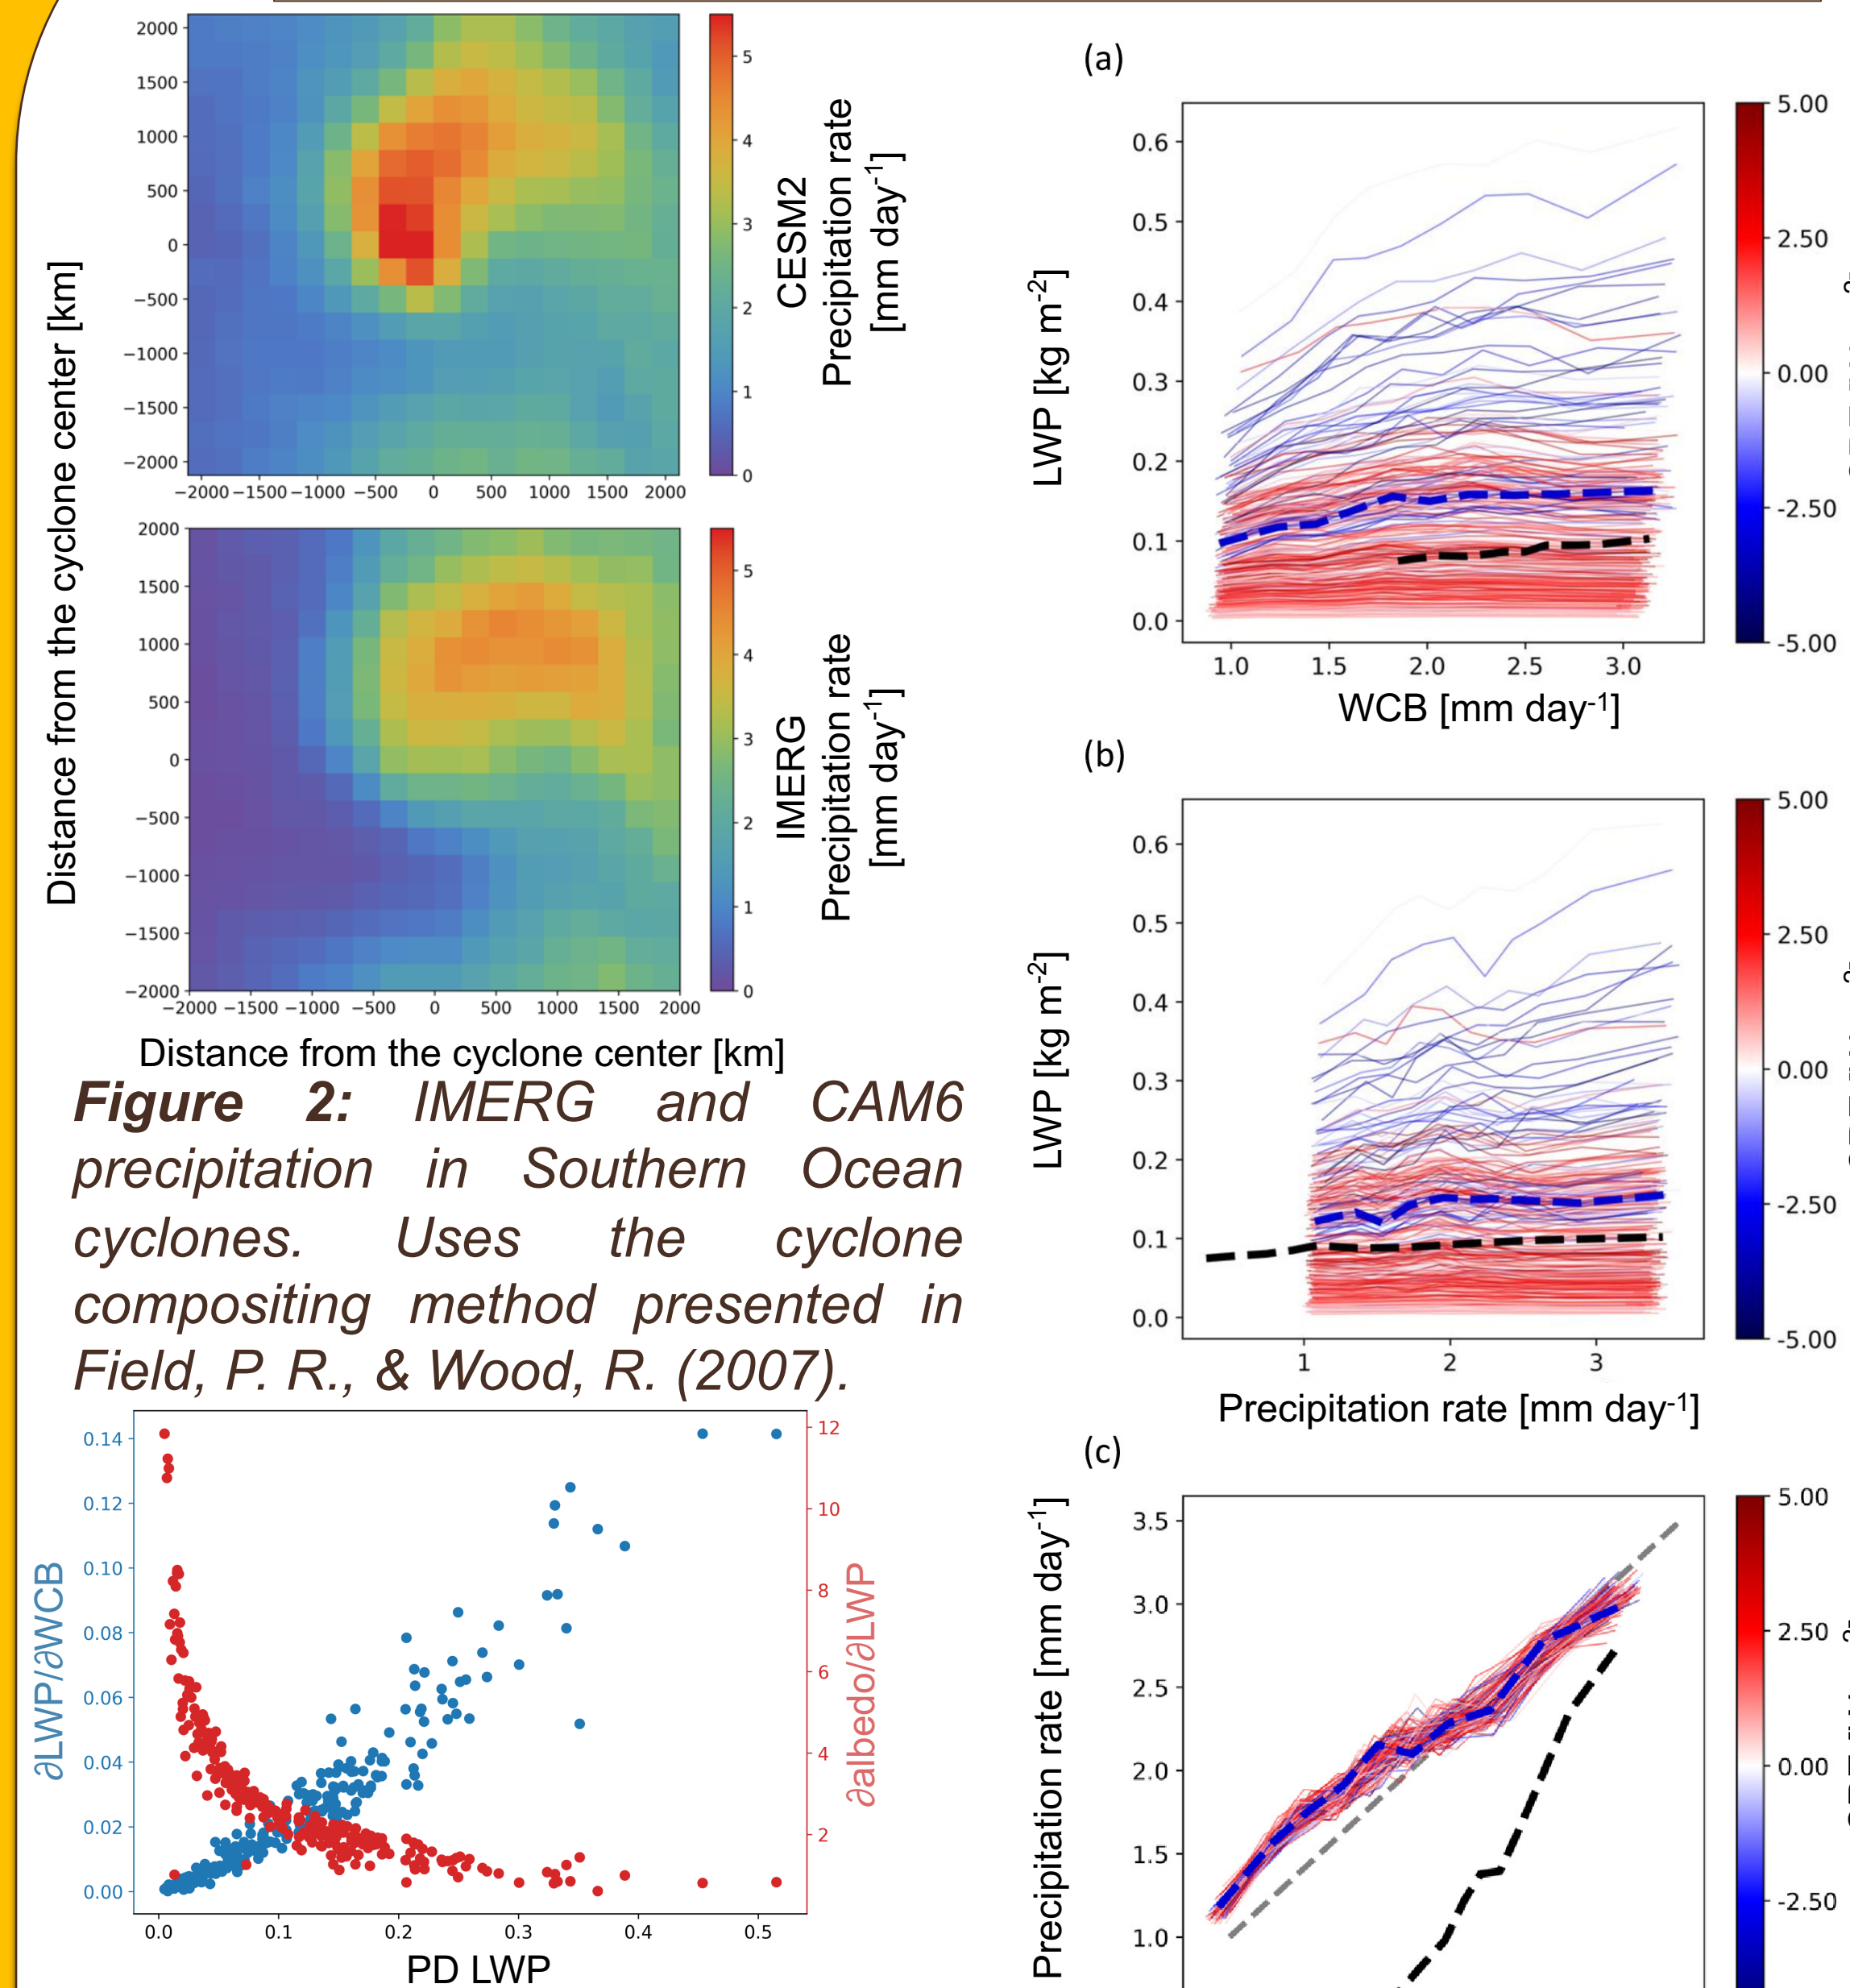 2000
1500
1000
500
0
−500
−1000
−1500
−2000
−2000 −1500 −1000 −500 0 500 1000 1500 2000
5
4
3
2
1
0
CESM2
Precipitation rate
[mm day-1]
Distance from the cyclone center [km]
2000
1500
1000
500
0
−500
−1000
−1500
−2000
−2000 −1500 −1000 −500 0 500 1000 1500 2000
5
4
3
2
1
0
IMERG
Precipitation rate
[mm day-1]
Distance from the cyclone center [km]
Figure 2: IMERG and CAM6
precipitation in Southern Ocean
cyclones. Uses the cyclone
compositing method presented in
Field, P. R., & Wood, R. (2007).
∂LWP/∂WCB
0.14
0.12
0.10
0.08
0.06
0.04
0.02
0.00
0.0 0.1 0.2 0.3 0.4 0.5
PD LWP
12
10
8
6
4
2
∂albedo/∂LWP
(a)
LWP [kg m-2]
0.6
0.5
0.4
0.3
0.2
0.1
0.0
1.0 1.5 2.0 2.5 3.0
WCB [mm day-1]
5.00
2.50
0.00
-2.50
-5.00
(b)
LWP [kg m-2]
0.6
0.5
0.4
0.3
0.2
0.1
0.0
1 2 3
Precipitation rate [mm day-1]
5.00
2.50
0.00
-2.50
-5.00
(c)
Precipitation rate [mm day-1]
3.5
3.0
2.5
2.0
1.5
1.0
5.00
2.50
0.00
-2.50